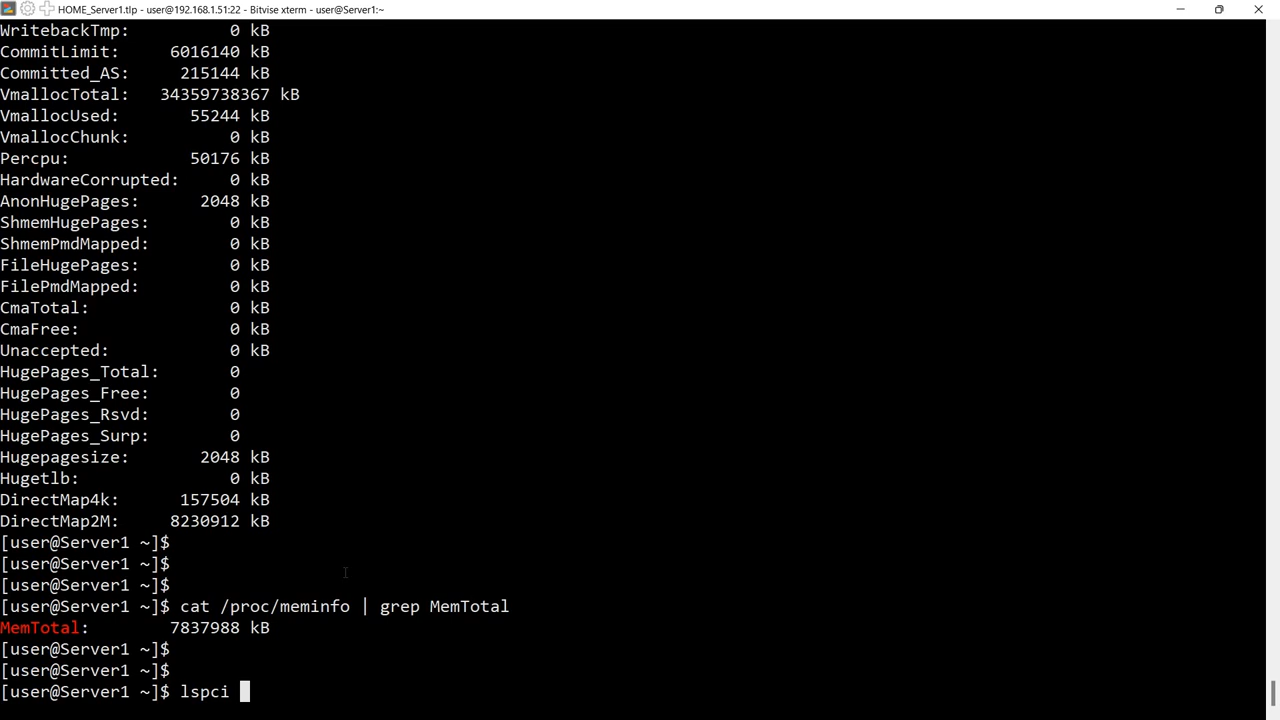 HOME_Server1.tlp - user@192.168.1.51:22 - Bitvise xterm - user@Server1:~
WritebackTmp: 0 kB
CommitLimit: 6016140 kB
Committed_AS: 215144 kB
VmallocTotal: 34359738367 kB
VmallocUsed: 55244 kB
VmallocChunk: 0 kB
Percpu: 50176 kB
HardwareCorrupted: 0 kB
AnonHugePages: 2048 kB
ShmemHugePages: 0 kB
ShmemPmdMapped: 0 kB
FileHugePages: 0 kB
FilePmdMapped: 0 kB
CmaTotal: 0 kB
CmaFree: 0 kB
Unaccepted: 0 kB
HugePages_Total: 0
HugePages_Free: 0
HugePages_Rsvd: 0
HugePages_Surp: 0
Hugepagesize: 2048 kB
Hugetlb: 0 kB
DirectMap4k: 157504 kB
DirectMap2M: 8230912 kB
[user@Server1 ~]$
[user@Server1 ~]$
[user@Server1 ~]$
[user@Server1 ~]$ cat /proc/meminfo | grep MemTotal
MemTotal: 7837988 kB
[user@Server1 ~]$
[user@Server1 ~]$
[user@Server1 ~]$ lspci